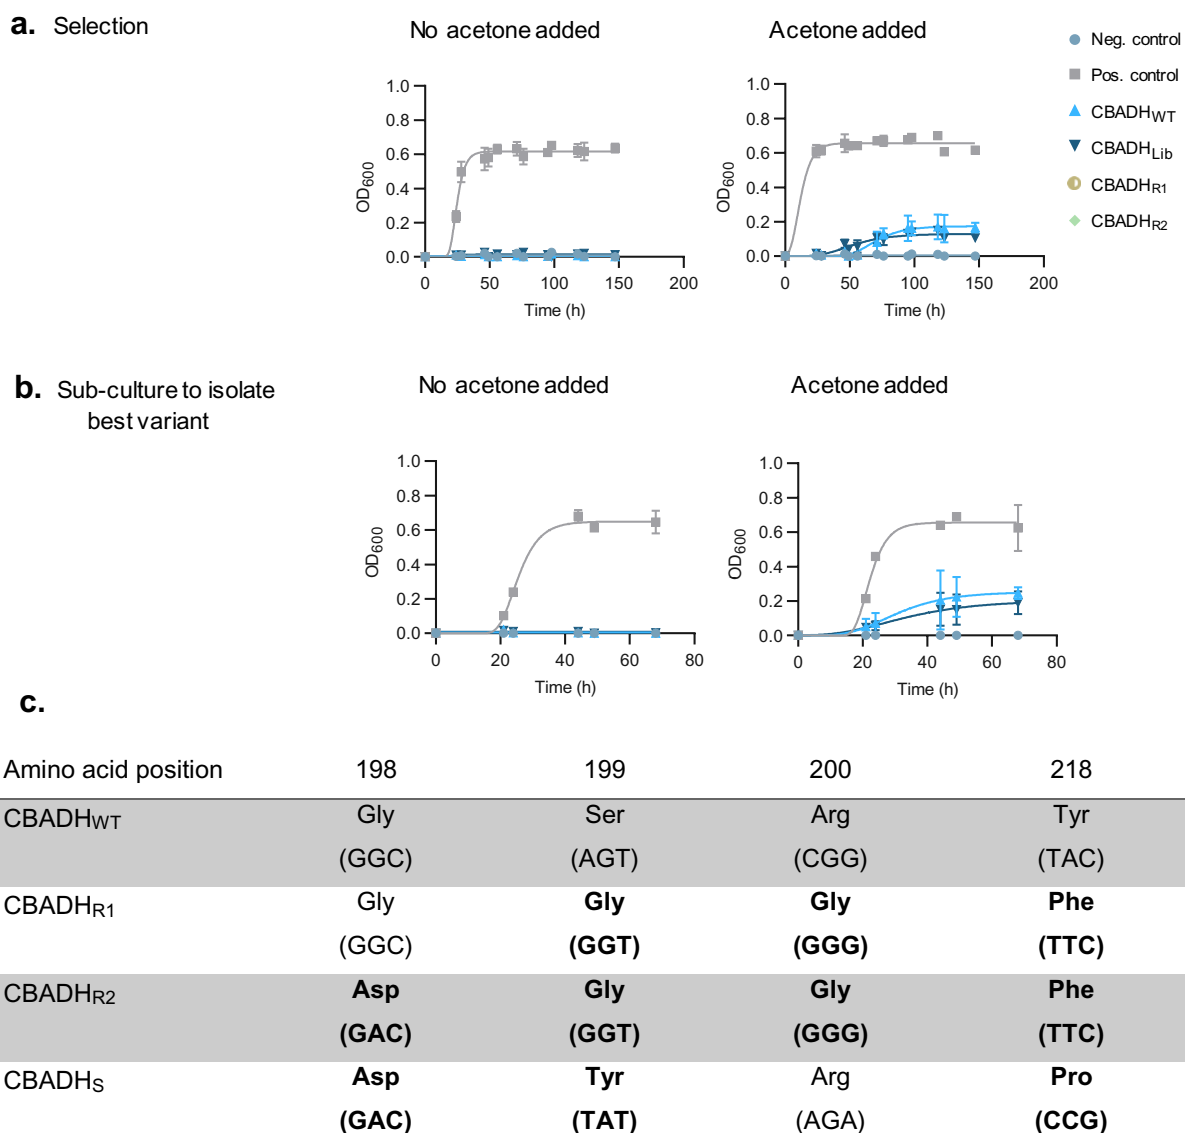 a. Selection
No acetone added
Acetone added
Neg. control
Pos. control
CBADHWT
CBADHLib
CBADHR1
CBADHR2
OD600
1.0
0.8
0.6
0.4
0.2
0.0
0 50 100 150 200
Time (h)
OD600
1.0
0.8
0.6
0.4
0.2
0.0
0 50 100 150 200
Time (h)
b. Sub-culture to isolate
best variant
No acetone added
Acetone added
OD600
1.0
0.8
0.6
0.4
0.2
0.0
0 20 40 60 80
Time (h)
OD600
1.0
0.8
0.6
0.4
0.2
0.0
0 20 40 60 80
Time (h)
c.
Amino acid position 198 199 200 218
CBADHWT Gly Ser Arg Tyr
(GGC) (AGT) (CGG) (TAC)
CBADHR1 Gly Gly Gly Phe
(GGC) (GGT) (GGG) (TTC)
CBADHR2 Asp Gly Gly Phe
(GAC) (GGT) (GGG) (TTC)
CBADHS Asp Tyr Arg Pro
(GAC) (TAT) (AGA) (CCG)